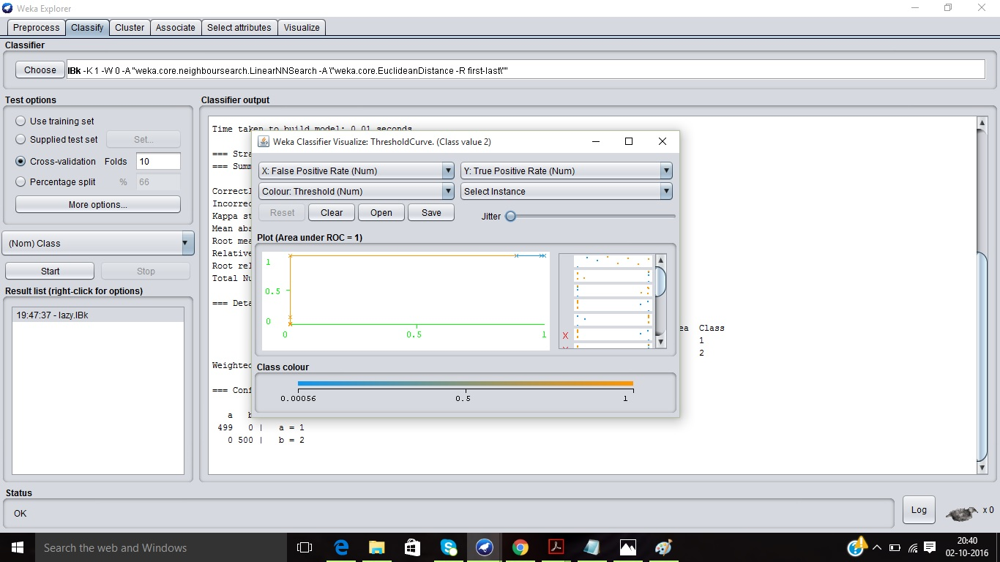 Weka Explorer
Preprocess Classify Cluster Associate Select attributes Visualize
Classifier
Choose IBk -K 1 -W 0 -A "weka.core.neighboursearch.LinearNNSearch -A \"weka.core.EuclideanDistance -R first-last\""
Test options
Use training set
Supplied test set Set...
Cross-validation Folds 10
Percentage split % 66
More options...
(Nom) Class
Start Stop
Result list (right-click for options)
19:47:37 - lazy.IBk
Classifier output
Time taken to build model: 0.01 seconds
=== Stra
=== Summ
Correctl
Incorrec
Kappa st
Mean abs
Root mea
Relative
Root rel
Total Nu
=== Deta
ea Class
1
2
Weighted
=== Conf
a b
499 0 | a = 1
0 500 | b = 2
Weka Classifier Visualize: ThresholdCurve. (Class value 2)
X: False Positive Rate (Num) Y: True Positive Rate (Num)
Colour: Threshold (Num) Select Instance
Reset Clear Open Save Jitter
Plot (Area under ROC = 1)
1
0.5
0
0 0.5 1
X
Class colour
0.00056 0.5 1
Status
OK
Log x 0
Search the web and Windows
20:40
02-10-2016